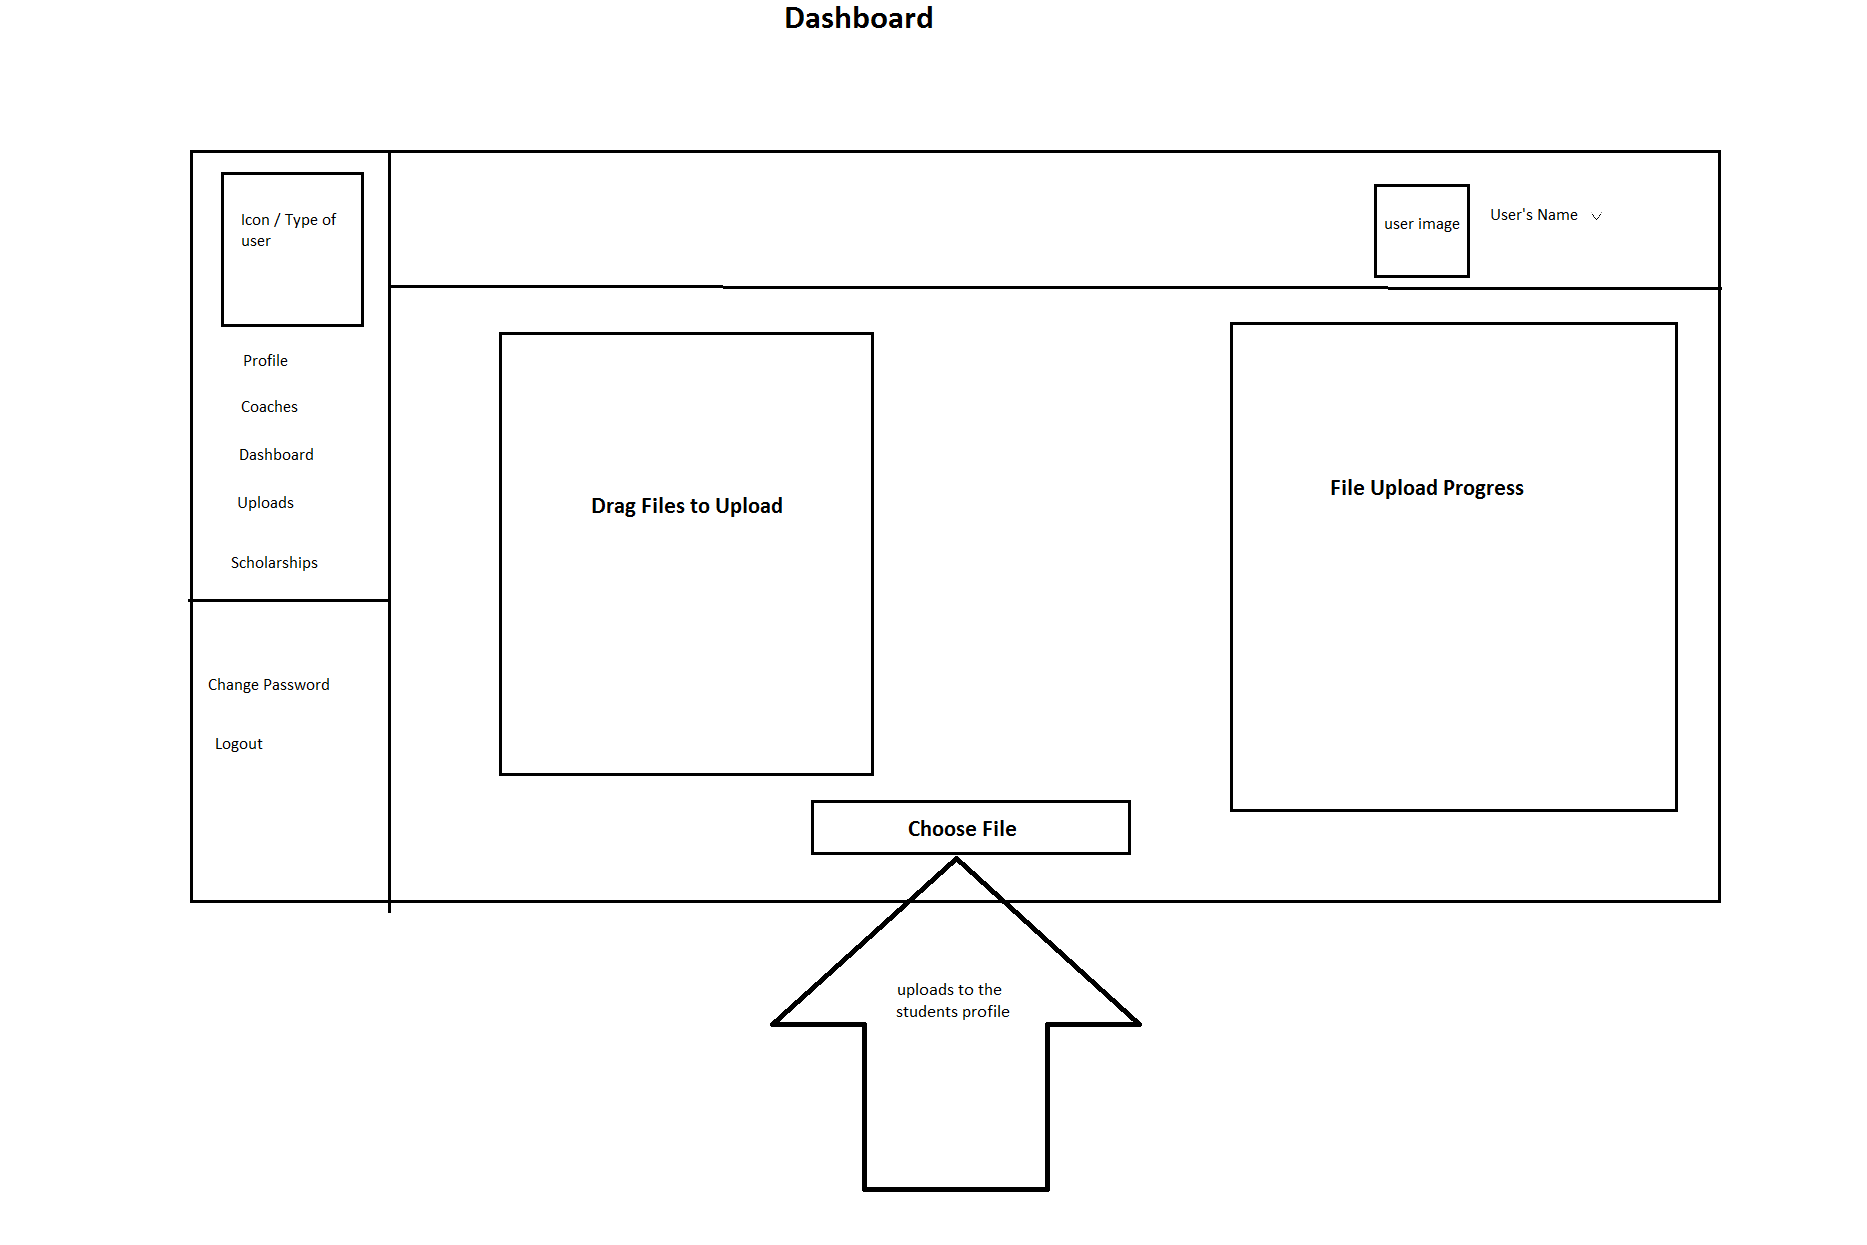 Dashboard
Icon / Type of
user
user image
User's Name
Profile
Coaches
Dashboard
Uploads
Scholarships
Change Password
Logout
Drag Files to Upload
File Upload Progress
Choose File
uploads to the
students profile